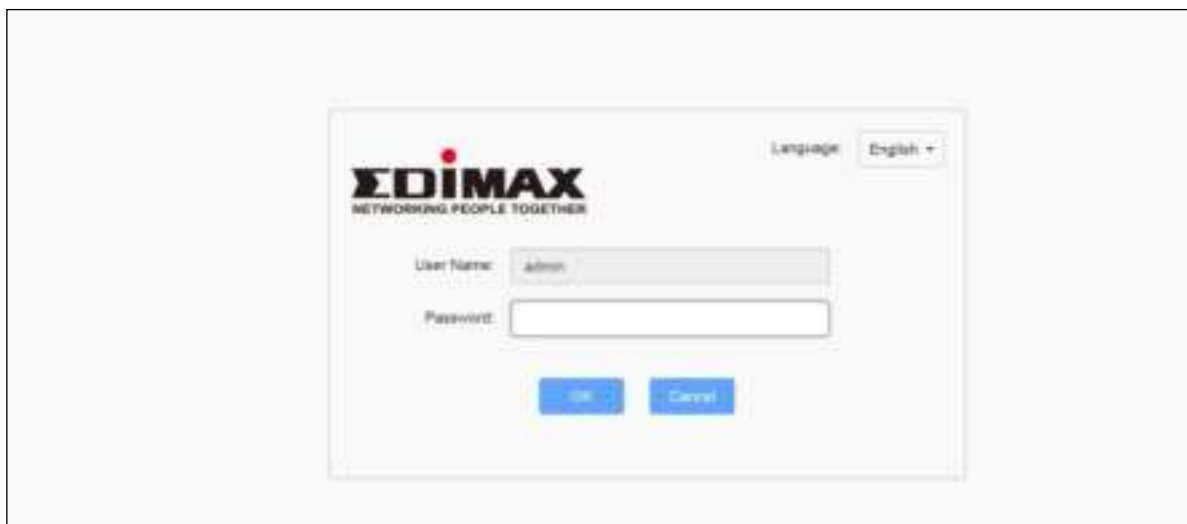 Language: English
EDIMAX
NETWORKING PEOPLE TOGETHER
User Name: admin
Password:
OK Cancel